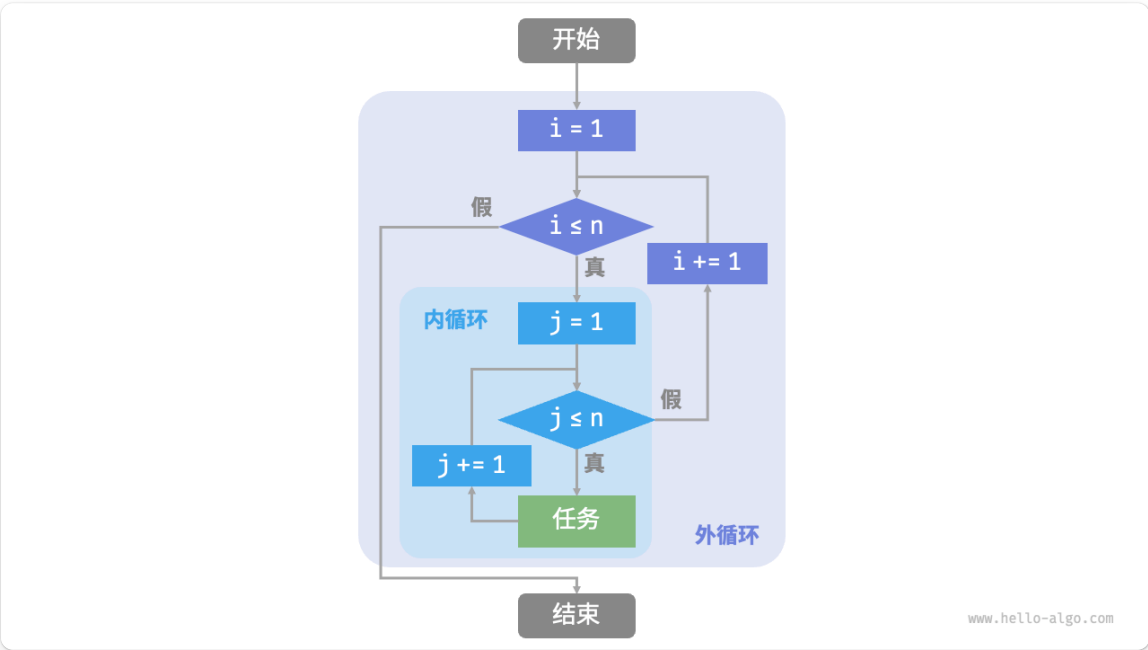 开始
i = 1
假
i ≤ n
真
i += 1
内循环
j = 1
假
j ≤ n
真
j += 1
任务
外循环
结束
www.hello-algo.com